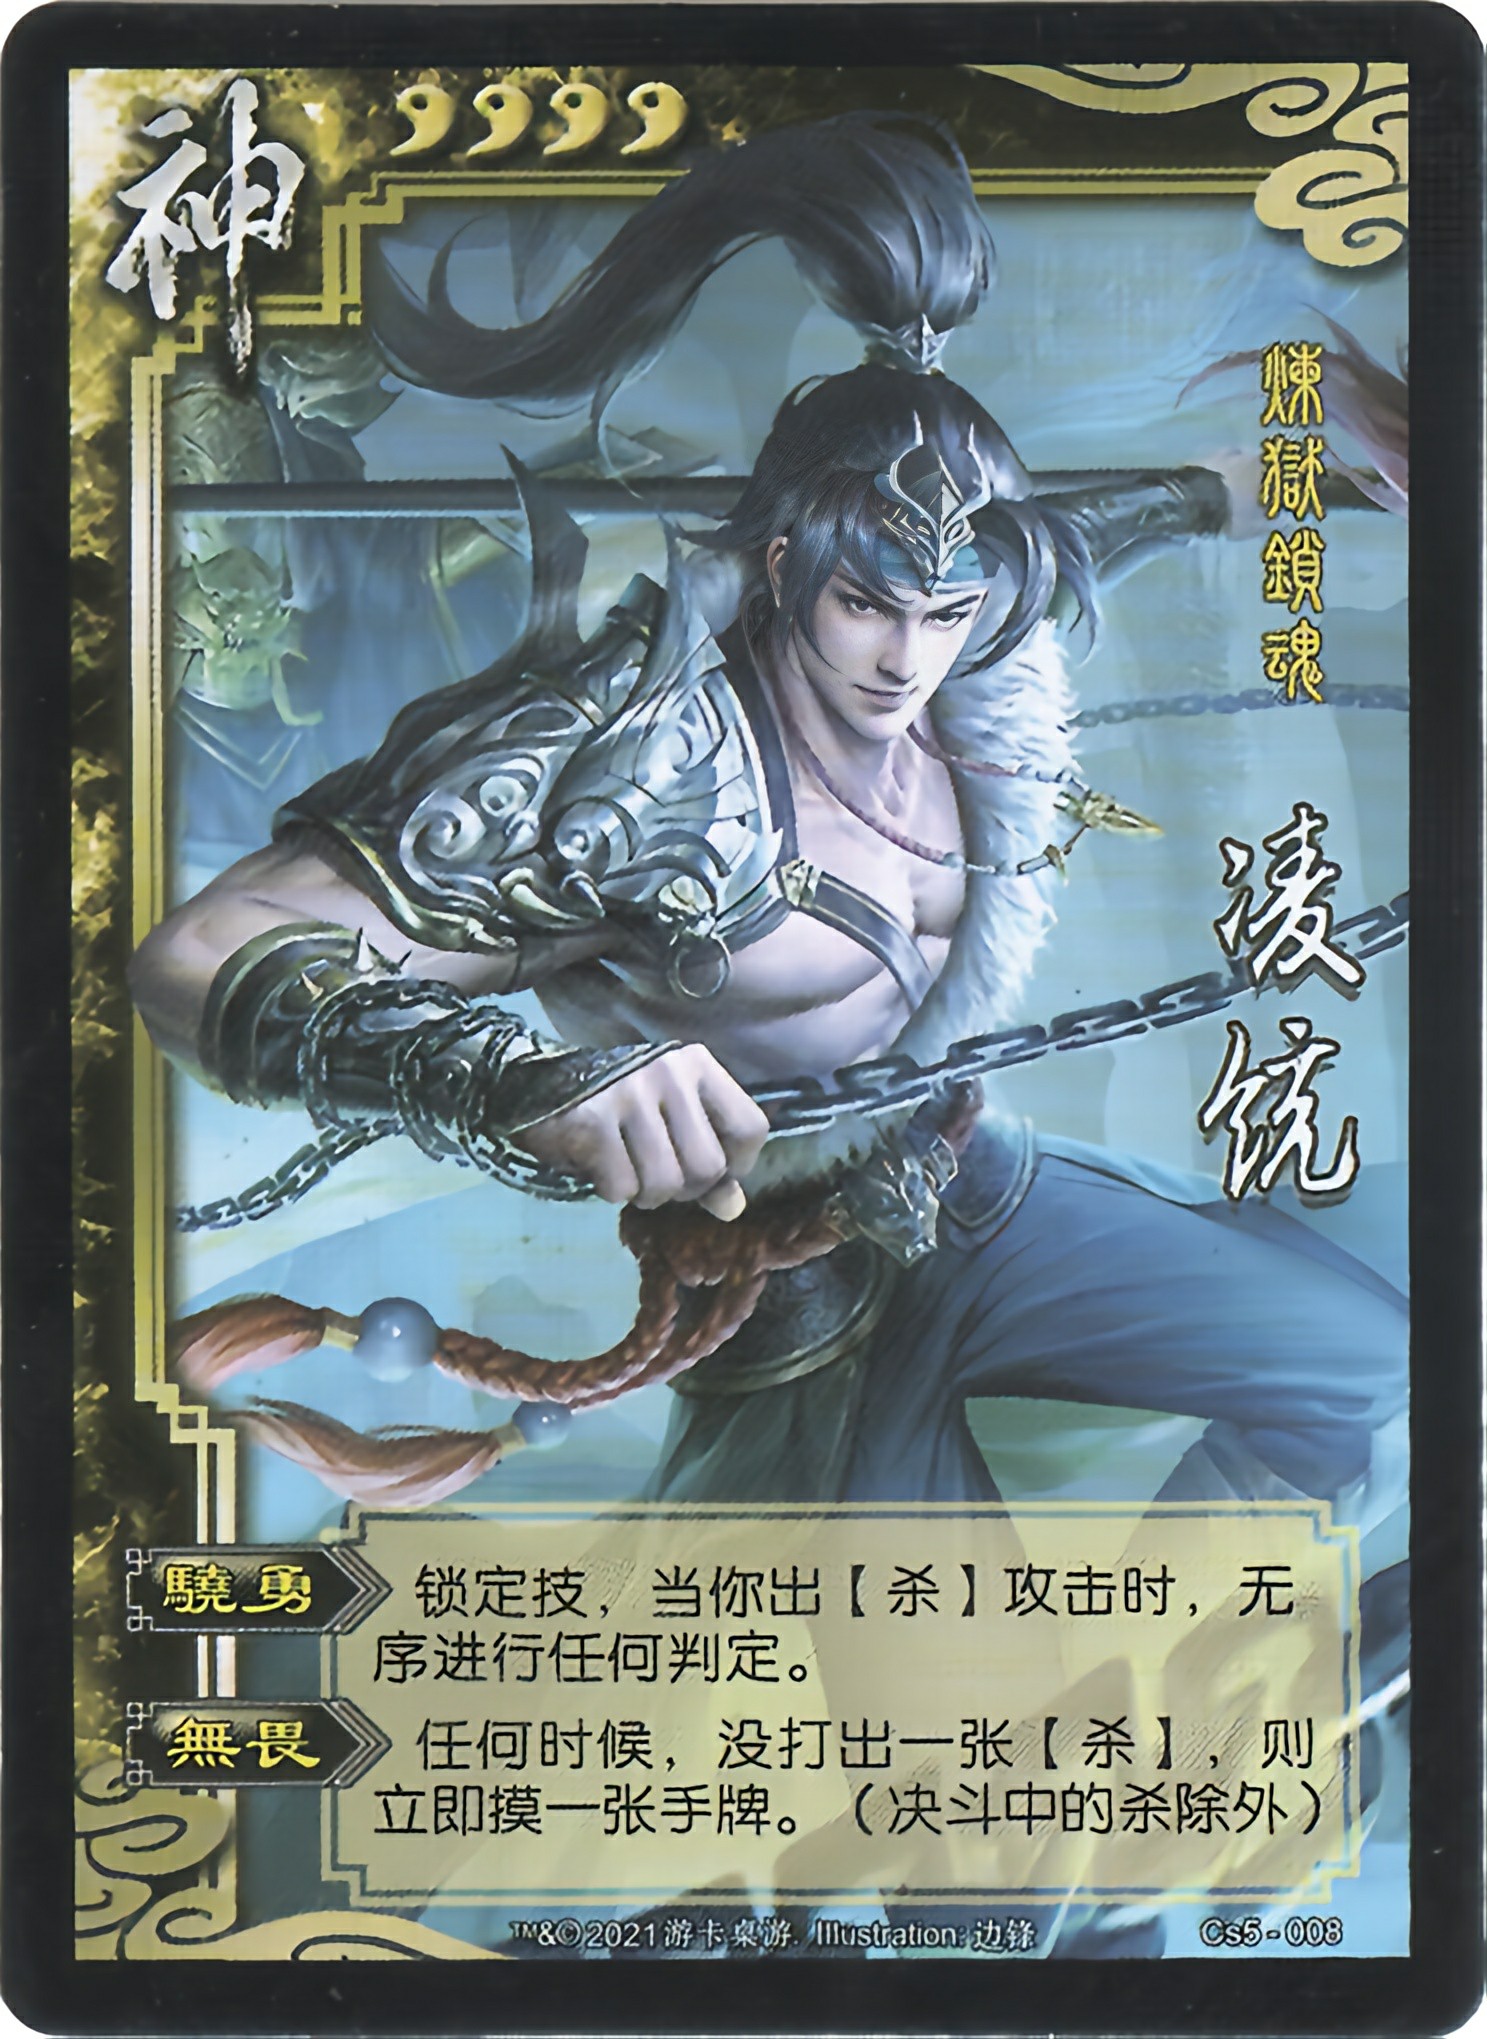 神
煉獄鎖魂
凌统
驍勇
锁定技，当你出【杀】攻击时，无
序进行任何判定。
無畏
任何时候，没打出一张【杀】，则
立即摸一张手牌。（决斗中的杀除外）
™&©2021游卡桌游. Illustration: 边锋
Cs5-008